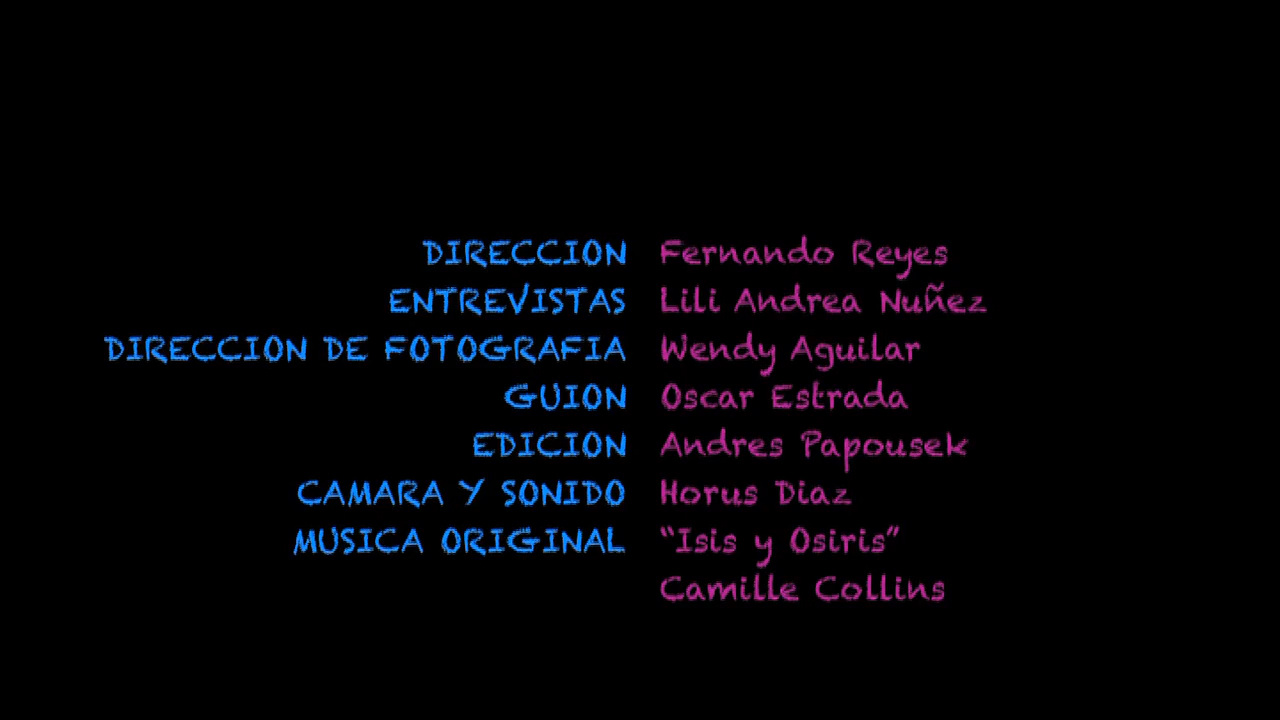 DIRECCION Fernando Reyes
ENTREVISTAS Lili Andrea Nuñez
DIRECCION DE FOTOGRAFIA Wendy Aguilar
GUION Oscar Estrada
EDICION Andres Papousek
CAMARA Y SONIDO Horus Diaz
MUSICA ORIGINAL “Isis y Osiris”
Camille Collins